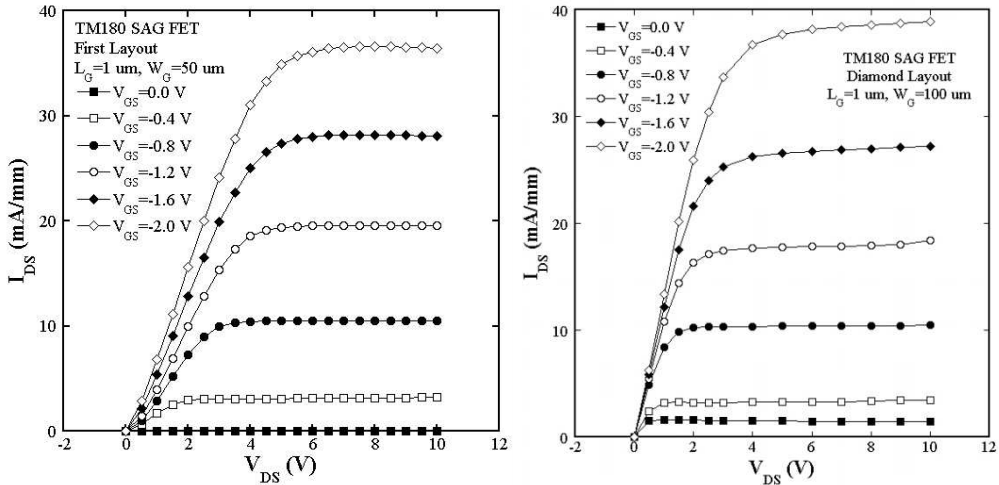 TM180 SAG FET
First Layout
L_G=1 um, W_G=50 um
V_GS=0.0 V
V_GS=-0.4 V
V_GS=-0.8 V
V_GS=-1.2 V
V_GS=-1.6 V
V_GS=-2.0 V
40
30
20
10
0
I_DS (mA/mm)
-2 0 2 4 6 8 10 12
V_DS (V)
V_GS=0.0 V
V_GS=-0.4 V
V_GS=-0.8 V
V_GS=-1.2 V
V_GS=-1.6 V
V_GS=-2.0 V
TM180 SAG FET
Diamond Layout
L_G=1 um, W_G=100 um
40
30
20
10
0
I_DS (mA/mm)
-2 0 2 4 6 8 10 12
V_DS (V)